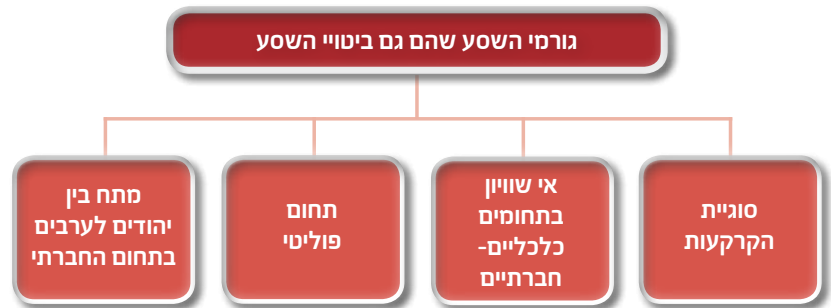 גורמי השסע שהם גם ביטויי השסע
סוגיית
הקרקעות
אי שוויון
בתחומים
כלכליים-
חברתיים
תחום
פוליטי
מתח בין
יהודים לערבים
בתחום החברתי